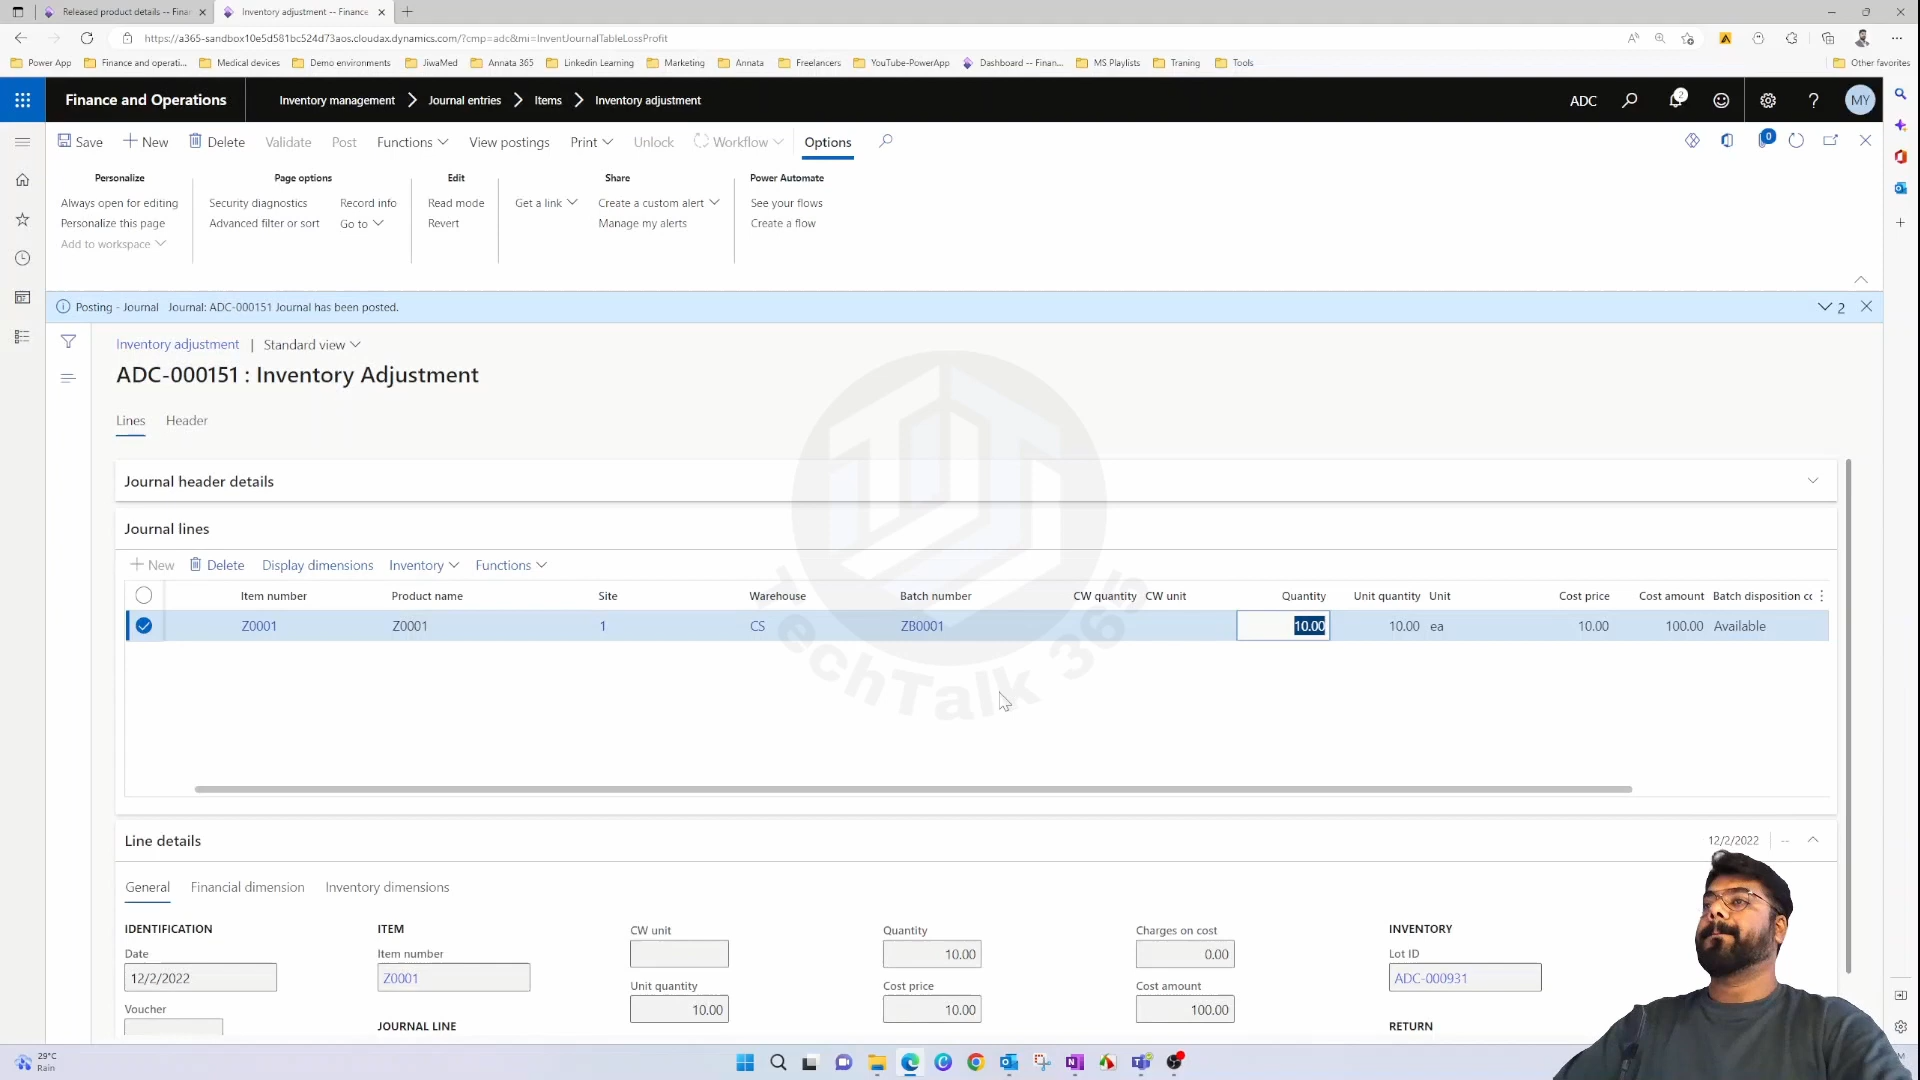 Released product details -- Finan
Inventory adjustment -- Finance
https://a365-sandbox10e5d581bc524d73aos.cloudax.dynamics.com/?cmp=adc&mi=InventJournalTableLossProfit
Power App
Finance and operati...
Medical devices
Demo environments
JiwaMed
Annata 365
Linkedin Learning
Marketing
Annata
Freelancers
YouTube-PowerApp
Dashboard -- Finan...
MS Playlists
Traning
Tools
Other favorites
Finance and Operations
Inventory management > Journal entries > Items > Inventory adjustment
ADC
2
MY
Save
New
Delete
Validate
Post
Functions
View postings
Print
Unlock
Workflow
Options
0
Personalize
Always open for editing
Personalize this page
Add to workspace
Page options
Security diagnostics
Advanced filter or sort
Record info
Go to
Edit
Read mode
Revert
Share
Get a link
Create a custom alert
Manage my alerts
Power Automate
See your flows
Create a flow
Posting - Journal Journal: ADC-000151 Journal has been posted.
2
Inventory adjustment | Standard view
ADC-000151 : Inventory Adjustment
Lines
Header
Journal header details
Journal lines
New
Delete
Display dimensions
Inventory
Functions
Item number Product name Site Warehouse Batch number CW quantity CW unit Quantity Unit quantity Unit Cost price Cost amount Batch disposition co
Z0001 Z0001 1 CS ZB0001 10.00 10.00 ea 10.00 100.00 Available
TechTalk 365
Line details
12/2/2022
--
General
Financial dimension
Inventory dimensions
IDENTIFICATION
Date
12/2/2022
Voucher
ITEM
Item number
Z0001
JOURNAL LINE
CW unit
Unit quantity
10.00
Quantity
10.00
Cost price
10.00
Charges on cost
0.00
Cost amount
100.00
INVENTORY
Lot ID
ADC-000931
RETURN
29°C
Rain